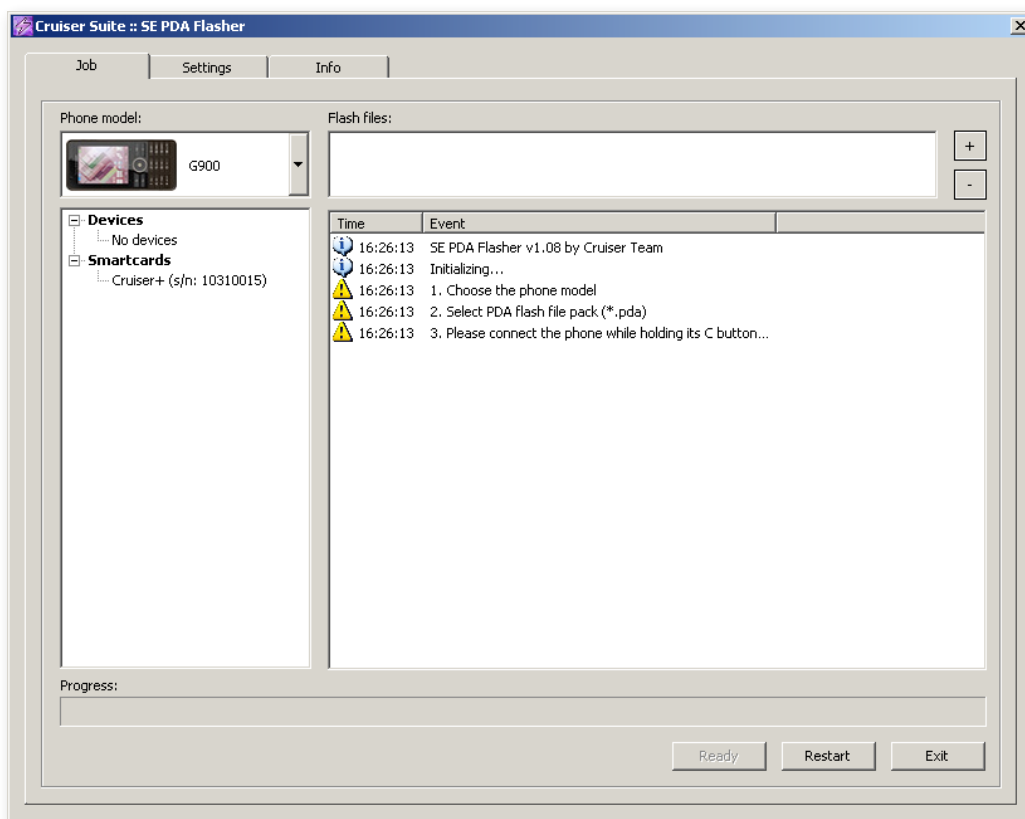 Cruiser Suite :: SE PDA Flasher
Job Settings Info
Phone model:
G900
Flash files:
+
-
Devices
No devices
Smartcards
Cruiser+ (s/n: 10310015)
Time Event
16:26:13 SE PDA Flasher v1.08 by Cruiser Team
16:26:13 Initializing...
16:26:13 1. Choose the phone model
16:26:13 2. Select PDA flash file pack (*.pda)
16:26:13 3. Please connect the phone while holding its C button...
Progress:
Ready Restart Exit